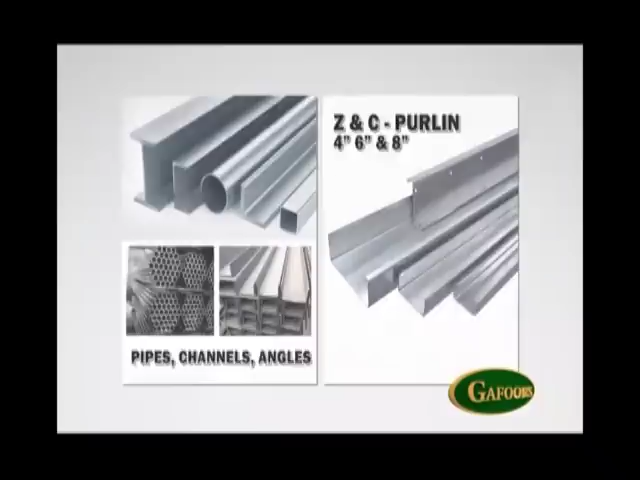 Z & C - PURLIN
4" 6" & 8"
PIPES, CHANNELS, ANGLES
GAFOORS